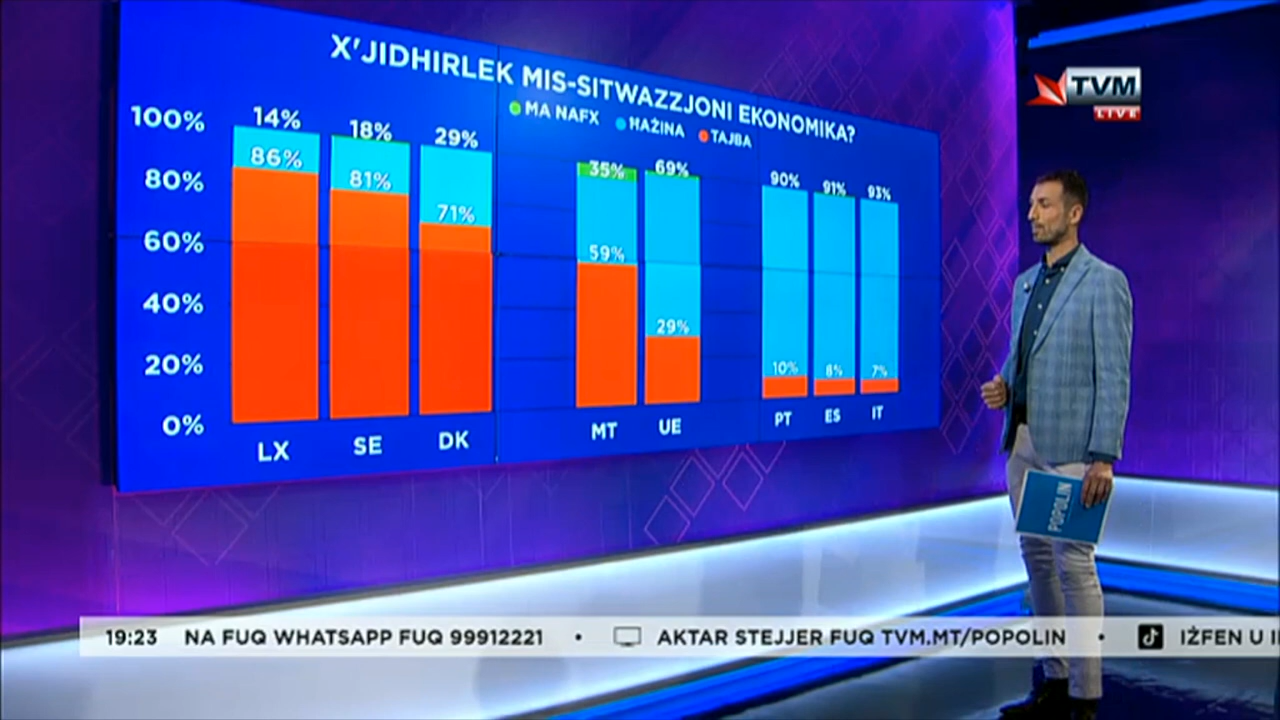 X'JIDHIRLEK MIS-SITWAZZJONI EKONOMIKA?
MA NAFX ĦAŻINA TAJBA
100%
80%
60%
40%
20%
0%
14% 18% 29% 35% 69% 90% 91% 93%
86% 81% 71% 59% 29% 10% 8% 7%
LX SE DK MT UE PT ES IT
TVM
LIVE
POPOLIN
19:23 NA FUQ WHATSAPP FUQ 99912221 • AKTAR STEJJER FUQ TVM.MT/POPOLIN • IŻFEN U I